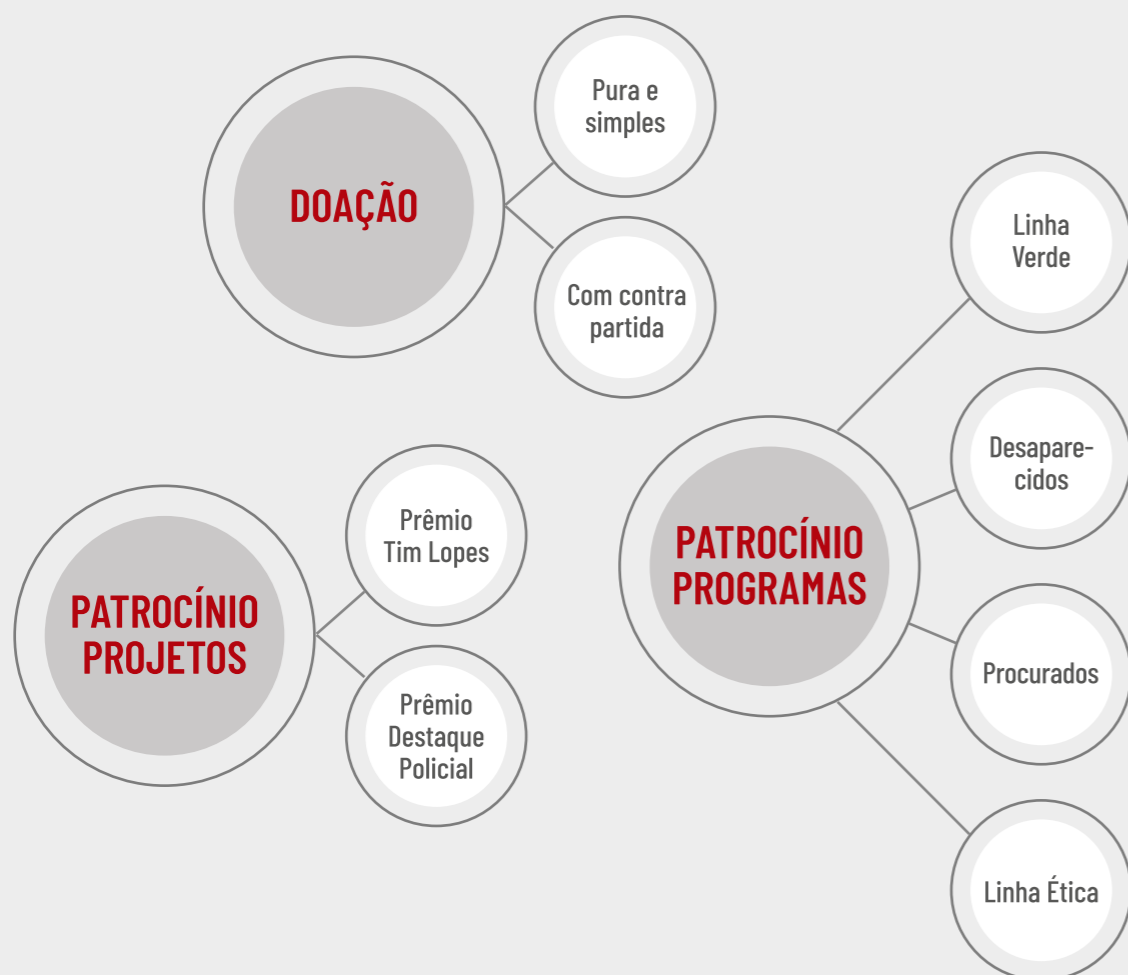 DOAÇÃO
Pura e
simples
Com contra
partida
PATROCÍNIO
PROJETOS
Prêmio
Tim Lopes
Prêmio
Destaque
Policial
PATROCÍNIO
PROGRAMAS
Linha
Verde
Desapare-
cidos
Procurados
Linha Ética